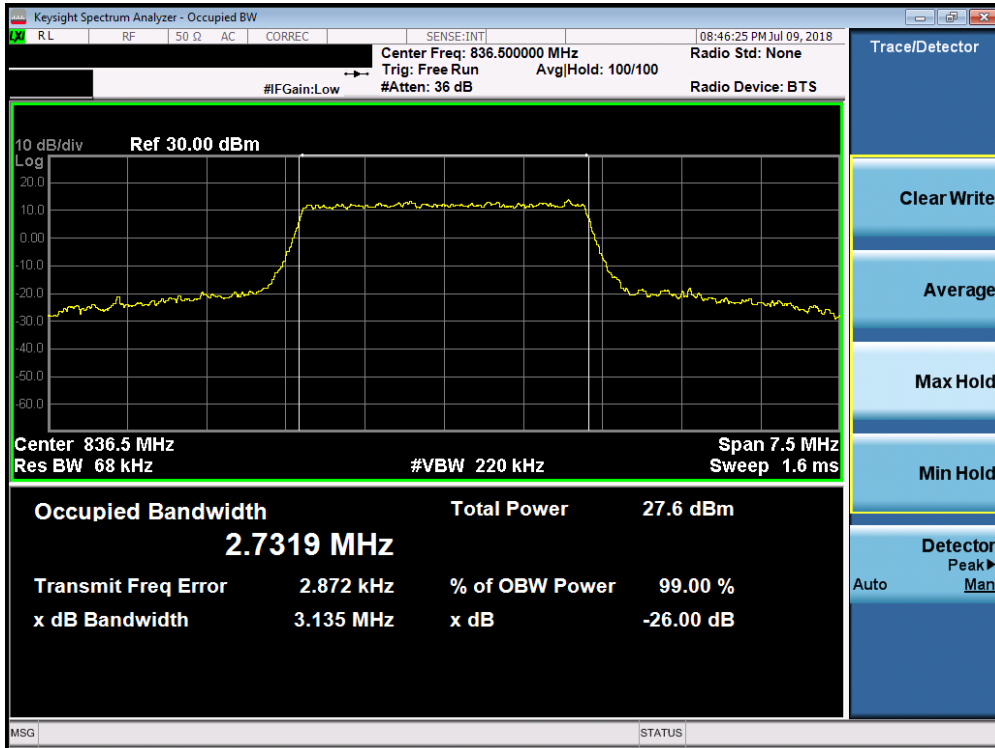 Keysight Spectrum Analyzer - Occupied BW
LXI RL RF 50 Ω AC CORREC SENSE:INT 08:46:25 PM Jul 09, 2018
Center Freq: 836.500000 MHz Radio Std: None
Trig: Free Run Avg|Hold: 100/100
#IFGain:Low #Atten: 36 dB Radio Device: BTS
10 dB/div Ref 30.00 dBm
Log
20.0
10.0
0.00
-10.0
-20.0
-30.0
-40.0
-50.0
-60.0
Center 836.5 MHz Span 7.5 MHz
Res BW 68 kHz #VBW 220 kHz Sweep 1.6 ms
Occupied Bandwidth Total Power 27.6 dBm
2.7319 MHz
Transmit Freq Error 2.872 kHz % of OBW Power 99.00 %
x dB Bandwidth 3.135 MHz x dB -26.00 dB
MSG STATUS
Trace/Detector
Clear Write
Average
Max Hold
Min Hold
Detector
Peak▶
Auto Man